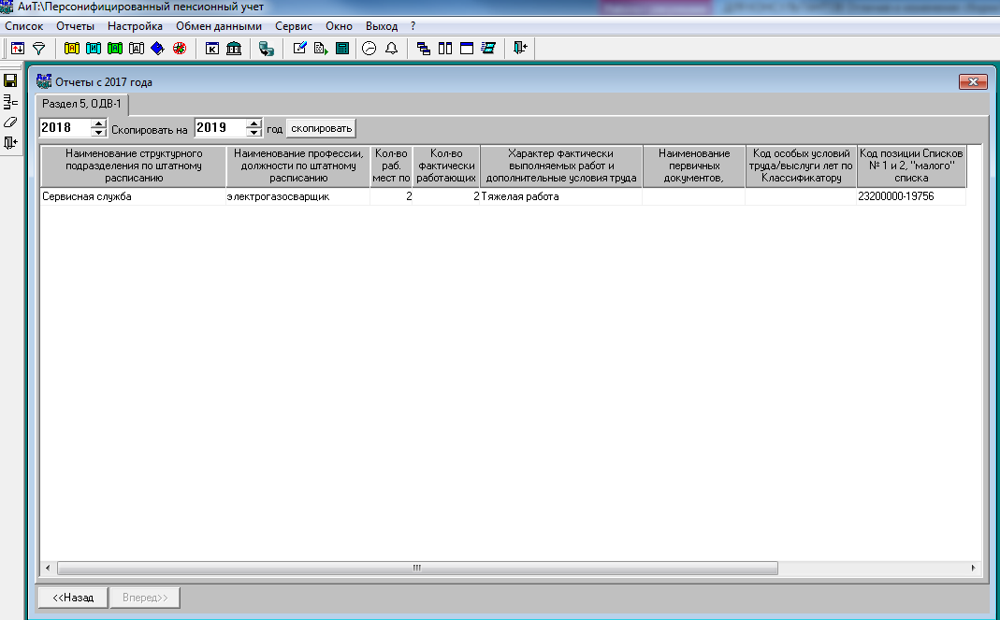 АиТ:\Персонифицированный пенсионный учет
Список Отчеты Настройка Обмен данными Сервис Окно Выход ?
Отчеты с 2017 года
Раздел 5, ОДВ-1
2018 Скопировать на 2019 год скопировать
Наименование структурного подразделения по штатному расписанию
Наименование профессии, должности по штатному расписанию
Кол-во раб. мест по
Кол-во фактически работающих
Характер фактически выполняемых работ и дополнительные условия труда
Наименование первичных документов,
Код особых условий труда/выслуги лет по Классификатору
Код позиции Списков № 1 и 2, "малого" списка
Сервисная служба электрогазосварщик 2 2 Тяжелая работа 23200000-19756
<<Назад Вперед>>